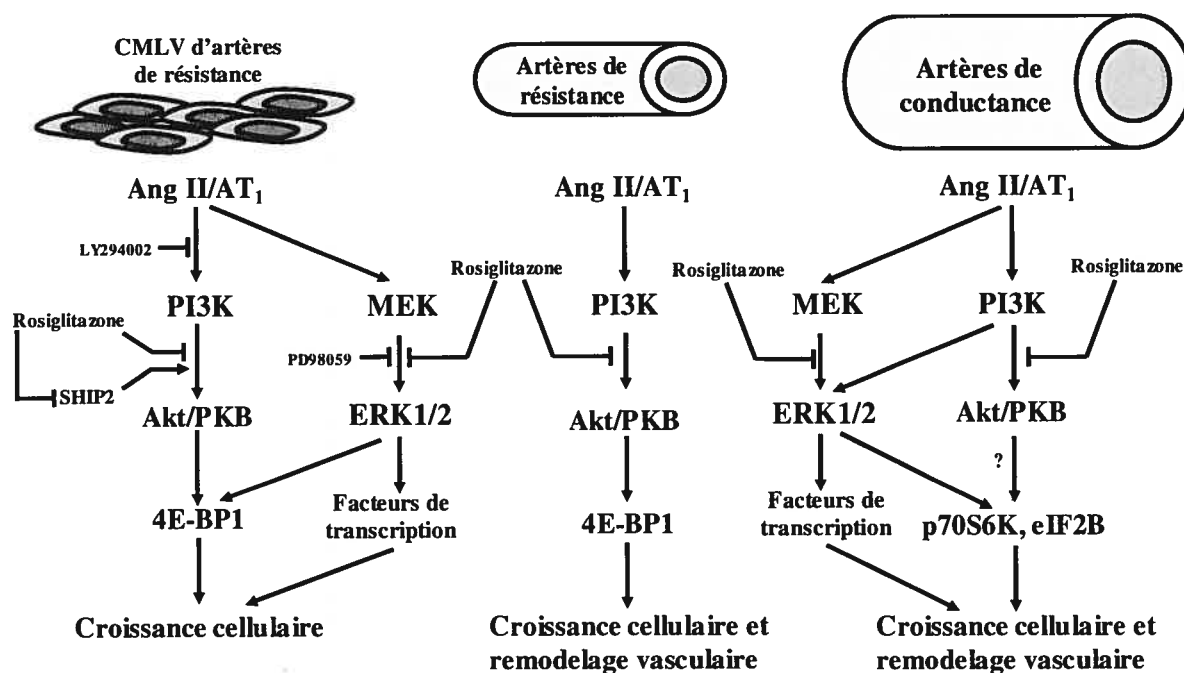 CMLV d'artères
de résistance
Ang II/AT1
LY294002
PI3K
MEK
Rosiglitazone
SHIP2
PD98059
Akt/PKB
ERK1/2
4E-BP1
Facteurs de
transcription
Croissance cellulaire
Artères de
résistance
Ang II/AT1
Rosiglitazone
PI3K
Akt/PKB
4E-BP1
Croissance cellulaire et
remodelage vasculaire
Artères de
conductance
Ang II/AT1
Rosiglitazone
Rosiglitazone
MEK
PI3K
ERK1/2
Akt/PKB
?
Facteurs de
transcription
p70S6K, eIF2B
Croissance cellulaire et
remodelage vasculaire